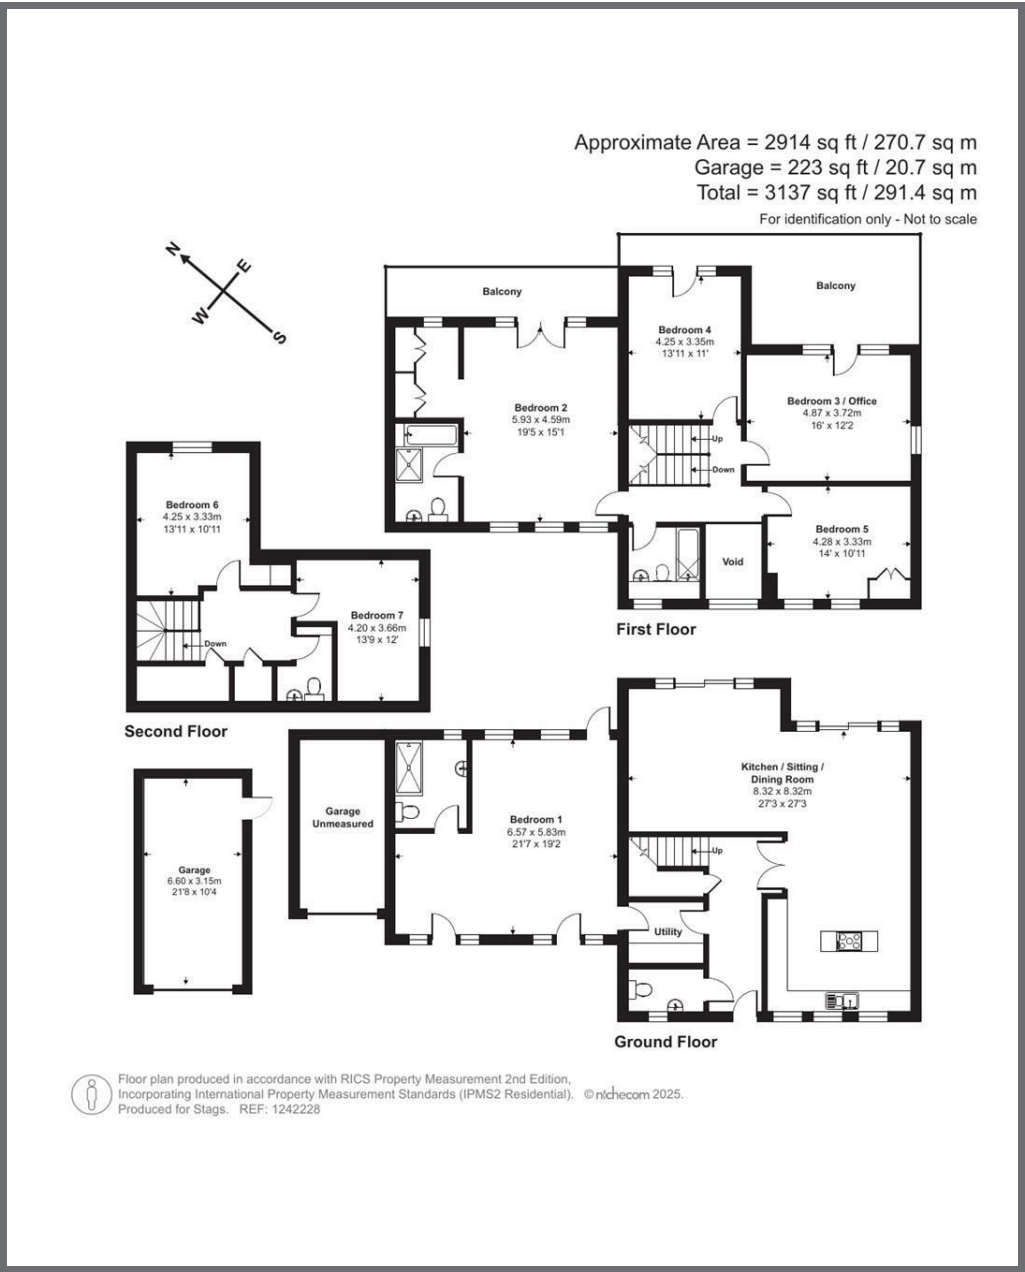 Approximate Area = 2914 sq ft / 270.7 sq m
Garage = 223 sq ft / 20.7 sq m
Total = 3137 sq ft / 291.4 sq m
For identification only - Not to scale
N
E
W
S
Balcony
Balcony
Bedroom 4
4.25 x 3.35m
13'11 x 11'
Bedroom 3 / Office
4.87 x 3.72m
16' x 12'2
Bedroom 2
5.93 x 4.59m
19'5 x 15'1
Up
Down
Bedroom 5
4.28 x 3.33m
14' x 10'11
Void
First Floor
Bedroom 6
4.25 x 3.33m
13'11 x 10'11
Bedroom 7
4.20 x 3.66m
13'9 x 12'
Down
Second Floor
Kitchen / Sitting /
Dining Room
8.32 x 8.32m
27'3 x 27'3
Garage
Unmeasured
Bedroom 1
6.57 x 5.83m
21'7 x 19'2
Up
Utility
Garage
6.60 x 3.15m
21'8 x 10'4
Ground Floor
Floor plan produced in accordance with RICS Property Measurement 2nd Edition,
Incorporating International Property Measurement Standards (IPMS2 Residential). © nichecom 2025.
Produced for Stags. REF: 1242228